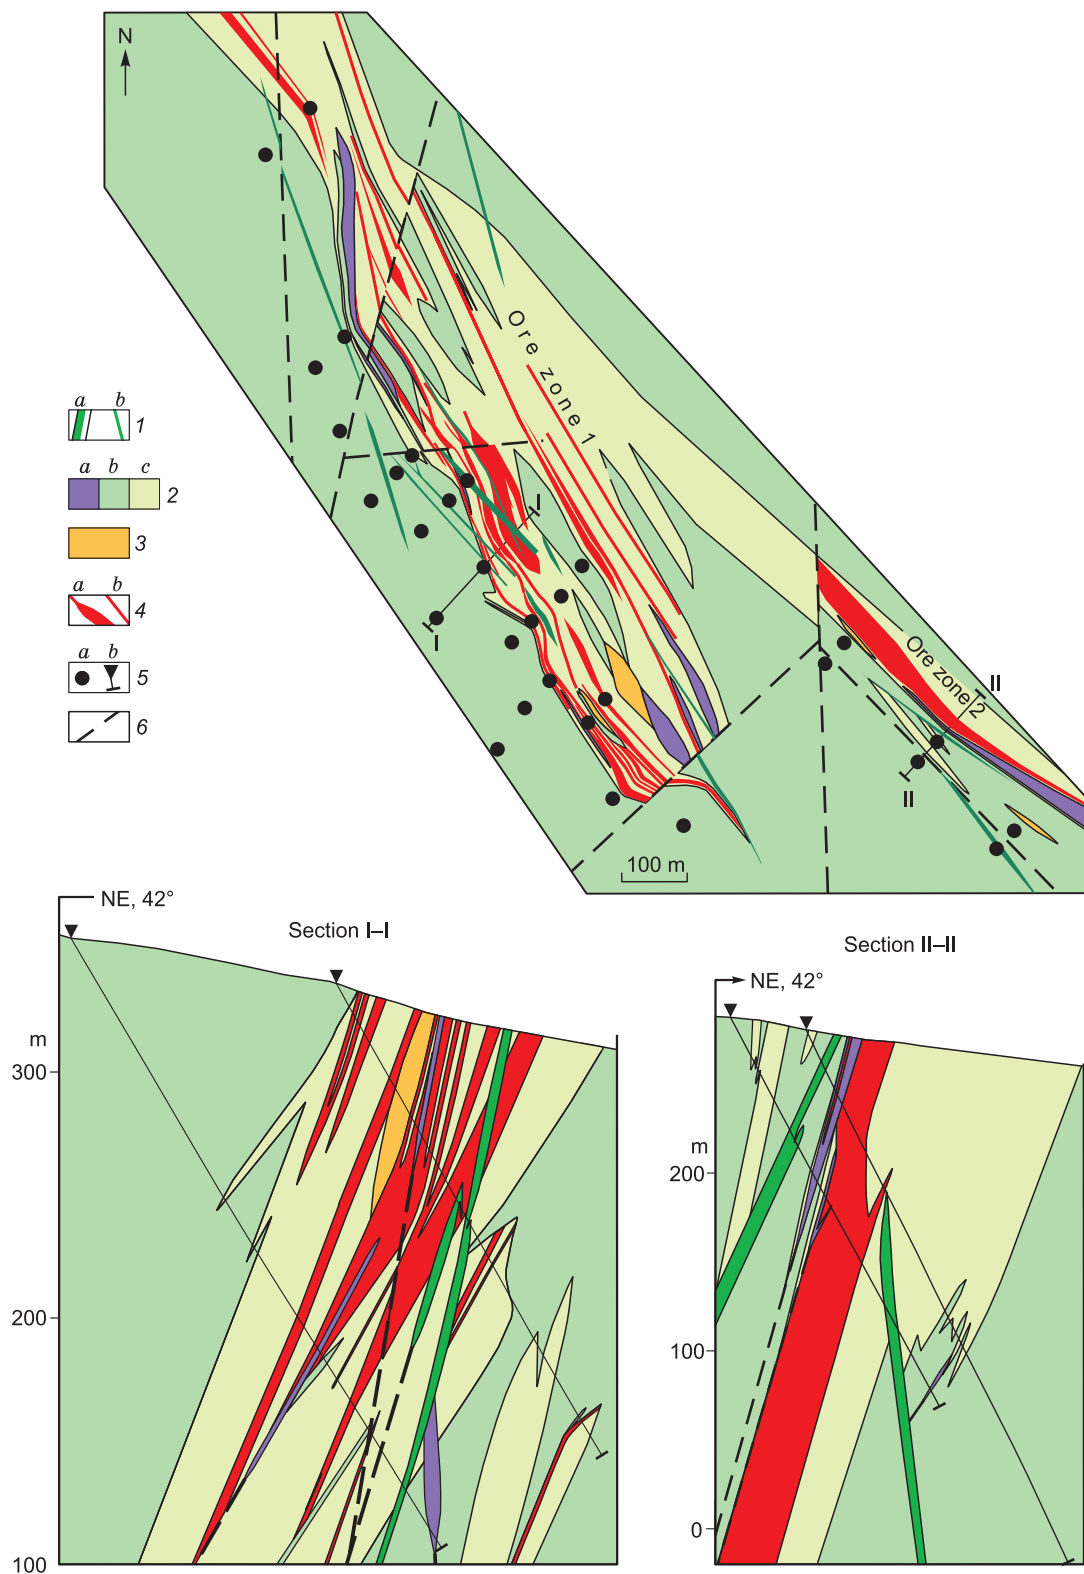 N
Ore zone 1
a b
1
a b c
2
3
a b
4
a b
5
6
I
I
Ore zone 2
II
II
100 m
NE, 42°
Section I–I
m
300
200
100
Section II–II
NE, 42°
m
200
100
0